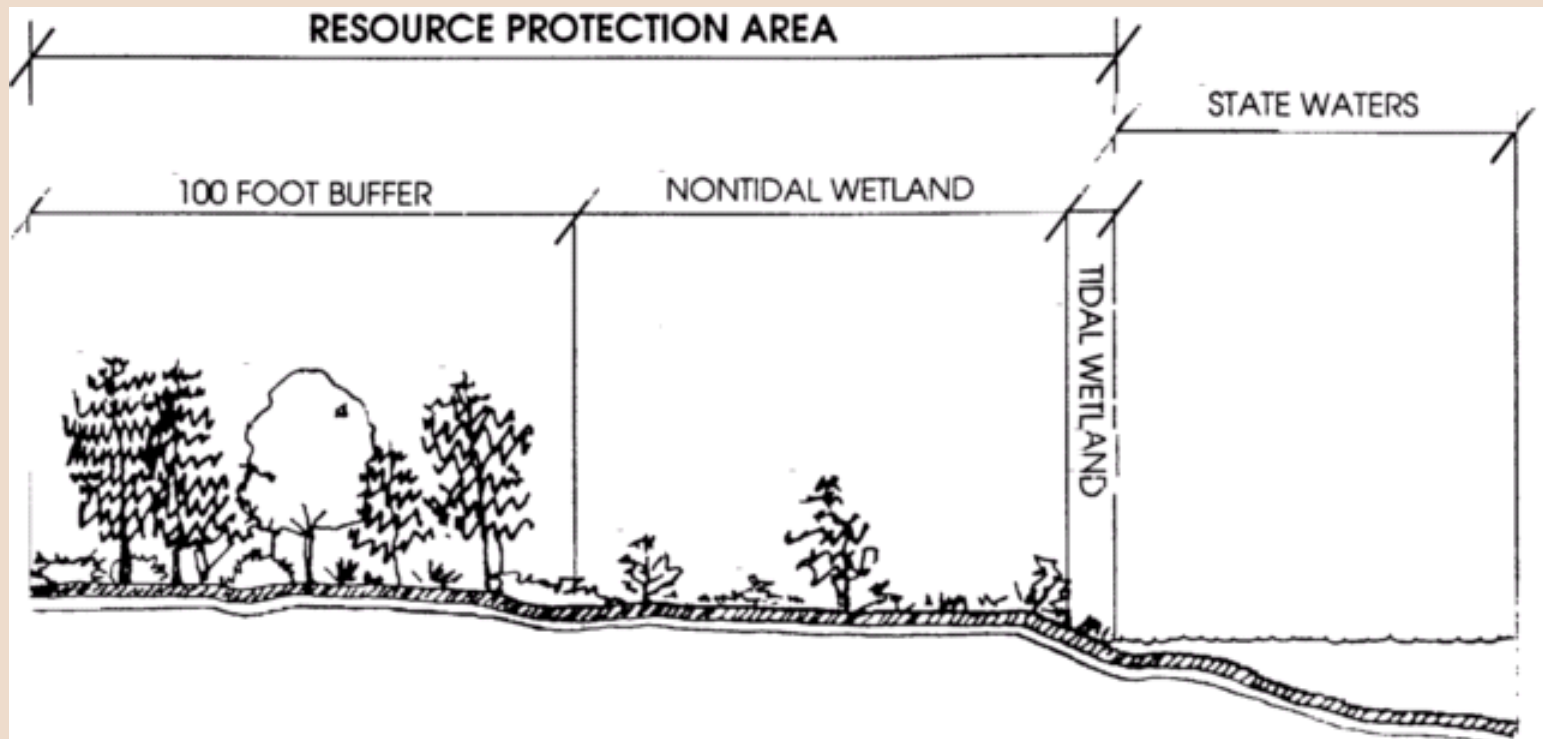 RESOURCE PROTECTION AREA
STATE WATERS
100 FOOT BUFFER
NONTIDAL WETLAND
TIDAL WETLAND